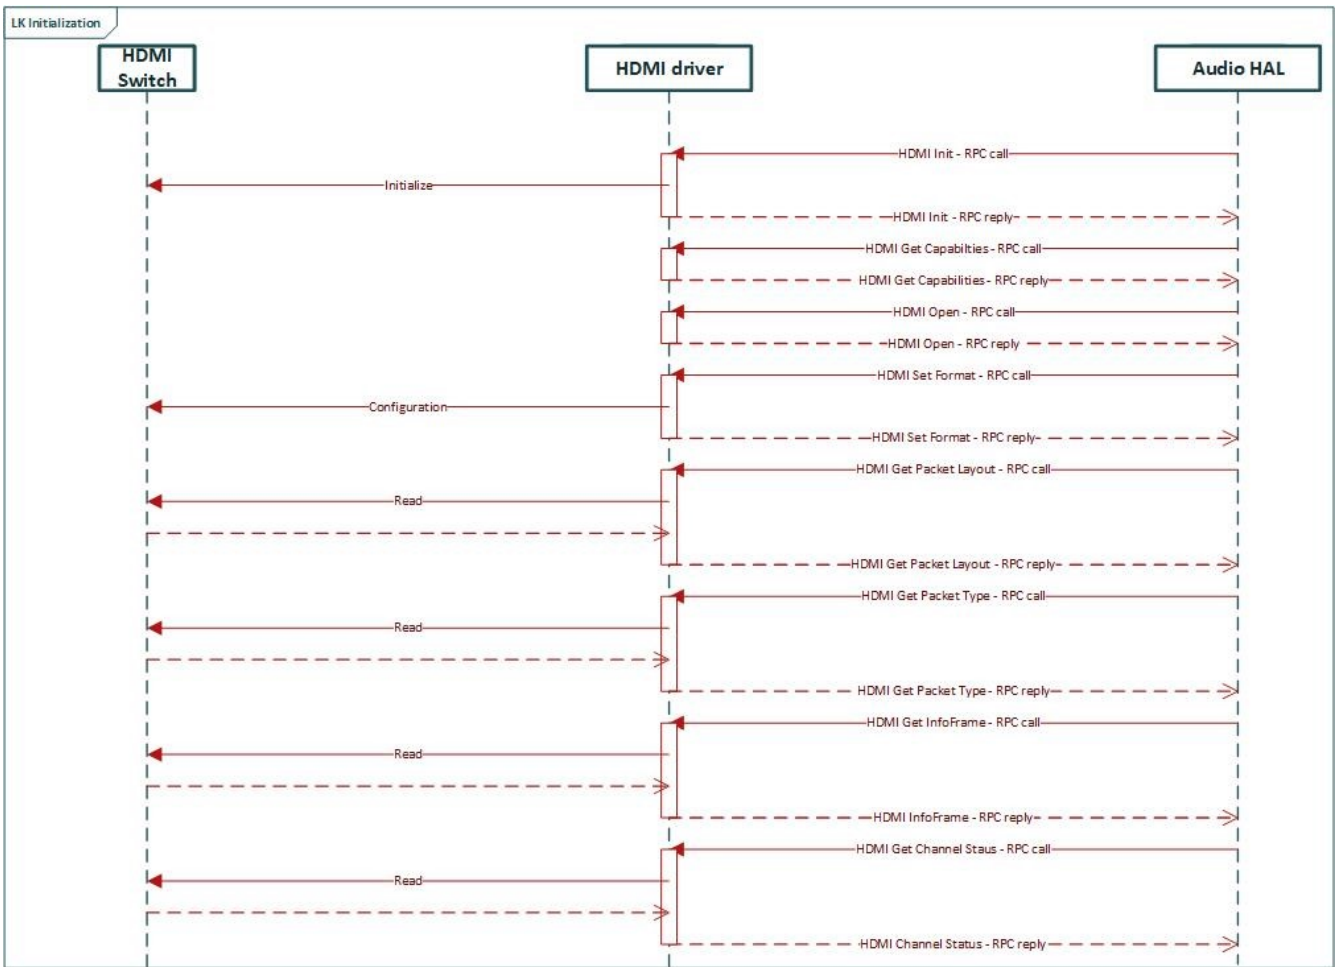 LK Initialization
HDMI
Switch
HDMI driver
Audio HAL
HDMI Init - RPC call
Initialize
HDMI Init - RPC reply
HDMI Get Capabilties - RPC call
HDMI Get Capabilities - RPC reply
HDMI Open - RPC call
HDMI Open - RPC reply
HDMI Set Format - RPC call
Configuration
HDMI Set Format - RPC reply
HDMI Get Packet Layout - RPC call
Read
HDMI Get Packet Layout - RPC reply
HDMI Get Packet Type - RPC call
Read
HDMI Get Packet Type - RPC reply
HDMI Get InfoFrame - RPC call
Read
HDMI InfoFrame - RPC reply
HDMI Get Channel Staus - RPC call
Read
HDMI Channel Status - RPC reply